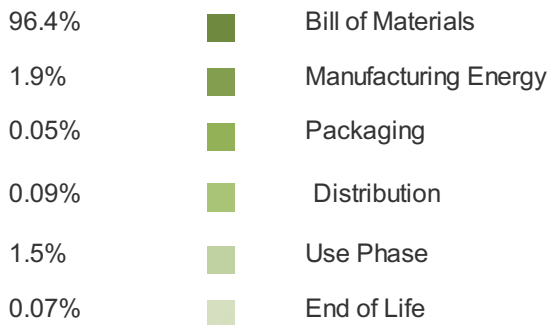 96.4% Bill of Materials
1.9% Manufacturing Energy
0.05% Packaging
0.09% Distribution
1.5% Use Phase
0.07% End of Life